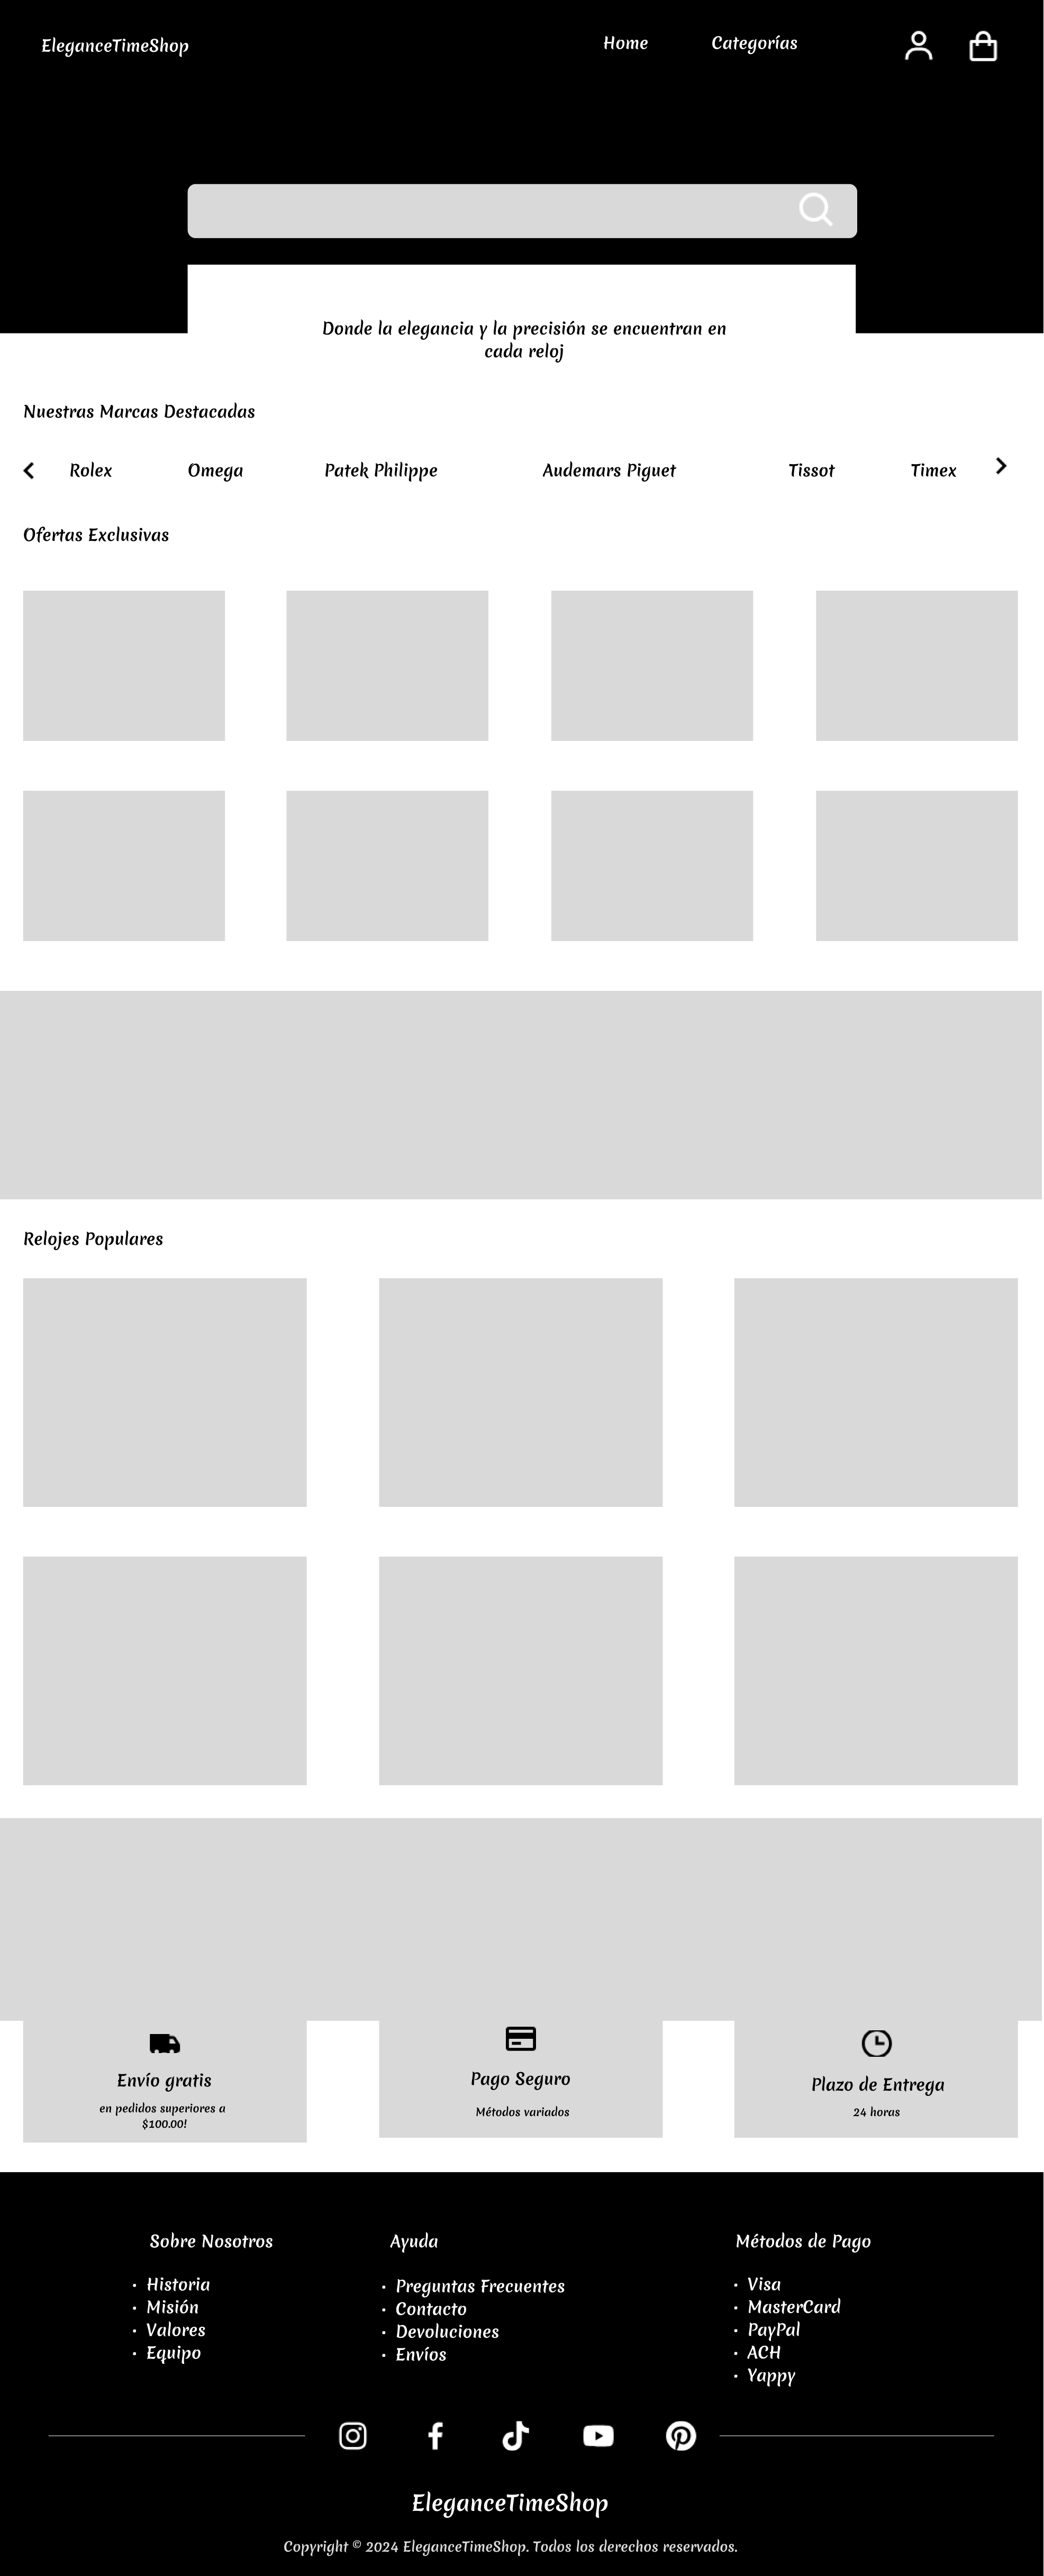 EleganceTimeShop
Home
Categorías
Donde la elegancia y la precisión se encuentran en
cada reloj
Nuestras Marcas Destacadas
Rolex
Omega
Patek Philippe
Audemars Piguet
Tissot
Timex
Ofertas Exclusivas
Relojes Populares
Envío gratis
en pedidos superiores a
$100.00!
Pago Seguro
Métodos variados
Plazo de Entrega
24 horas
Sobre Nosotros
• Historia
• Misión
• Valores
• Equipo
Ayuda
• Preguntas Frecuentes
• Contacto
• Devoluciones
• Envíos
Métodos de Pago
• Visa
• MasterCard
• PayPal
• ACH
• Yappy
EleganceTimeShop
Copyright © 2024 EleganceTimeShop. Todos los derechos reservados.